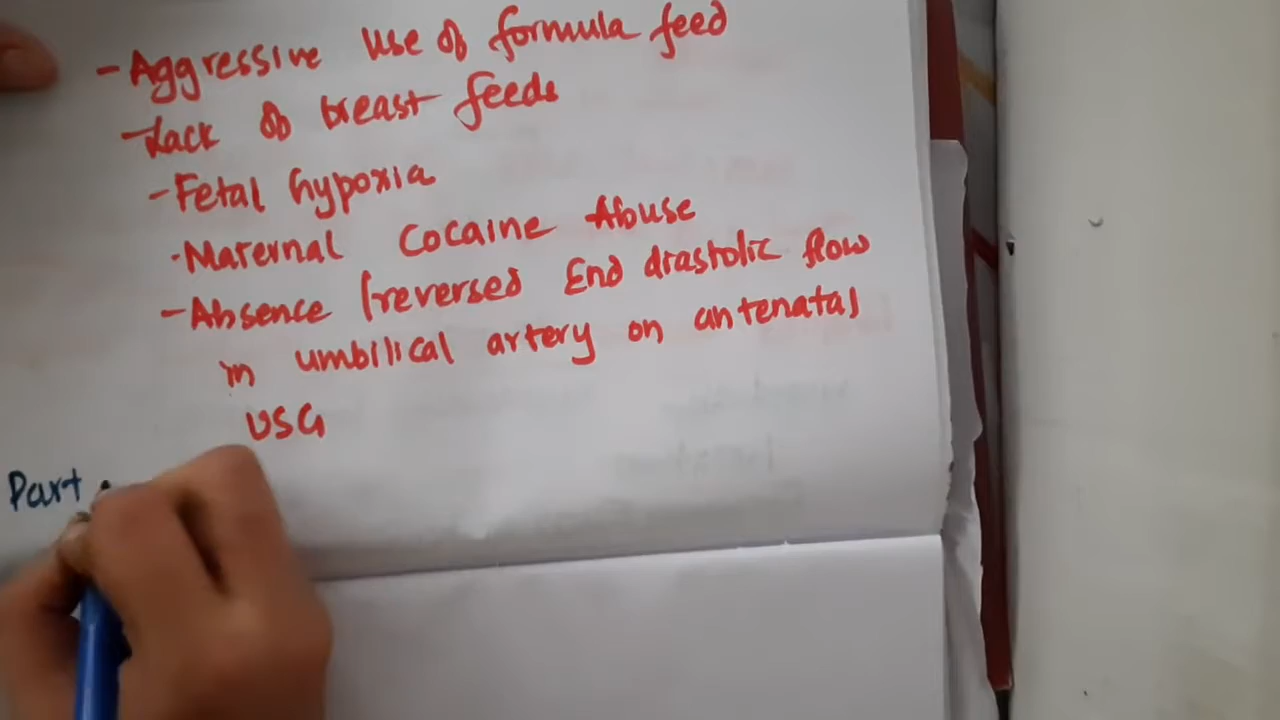 - Aggressive Use of formula feed
- Lack of breast feeds
- Fetal hypoxia
- Maternal Cocaine Abuse
- Absence /reversed End diastolic flow
in umbilical artery on antenatal
USG
Part